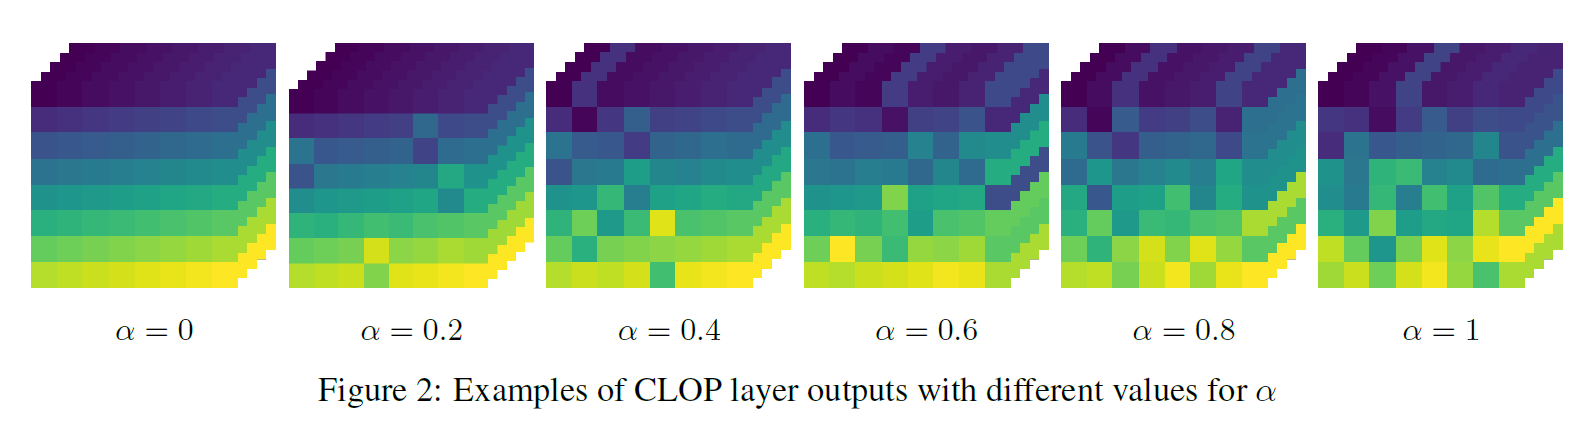 α = 0 α = 0.2 α = 0.4 α = 0.6 α = 0.8 α = 1
Figure 2: Examples of CLOP layer outputs with different values for α